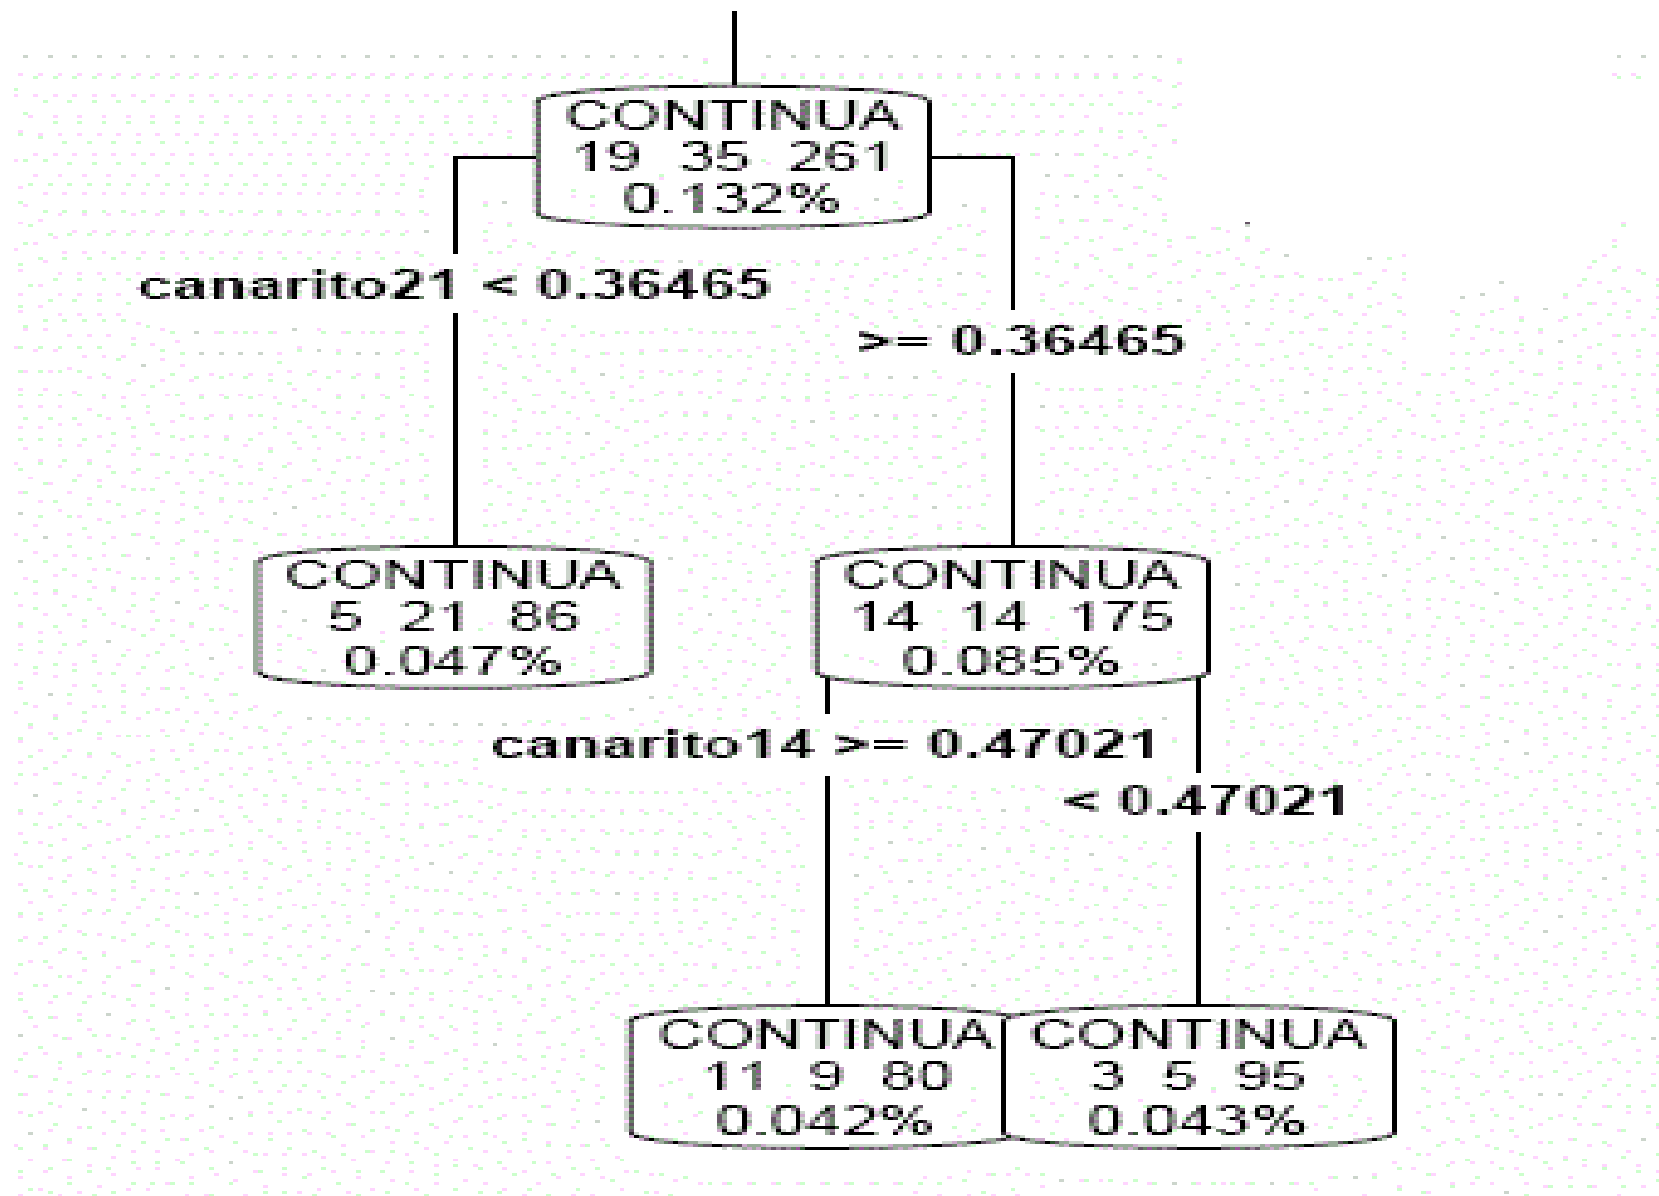 CONTINUA
19 35 261
0.132%
canarito21 < 0.36465
>= 0.36465
CONTINUA
5 21 86
0.047%
CONTINUA
14 14 175
0.085%
canarito14 >= 0.47021
< 0.47021
CONTINUA
11 9 80
0.042%
CONTINUA
3 5 95
0.043%